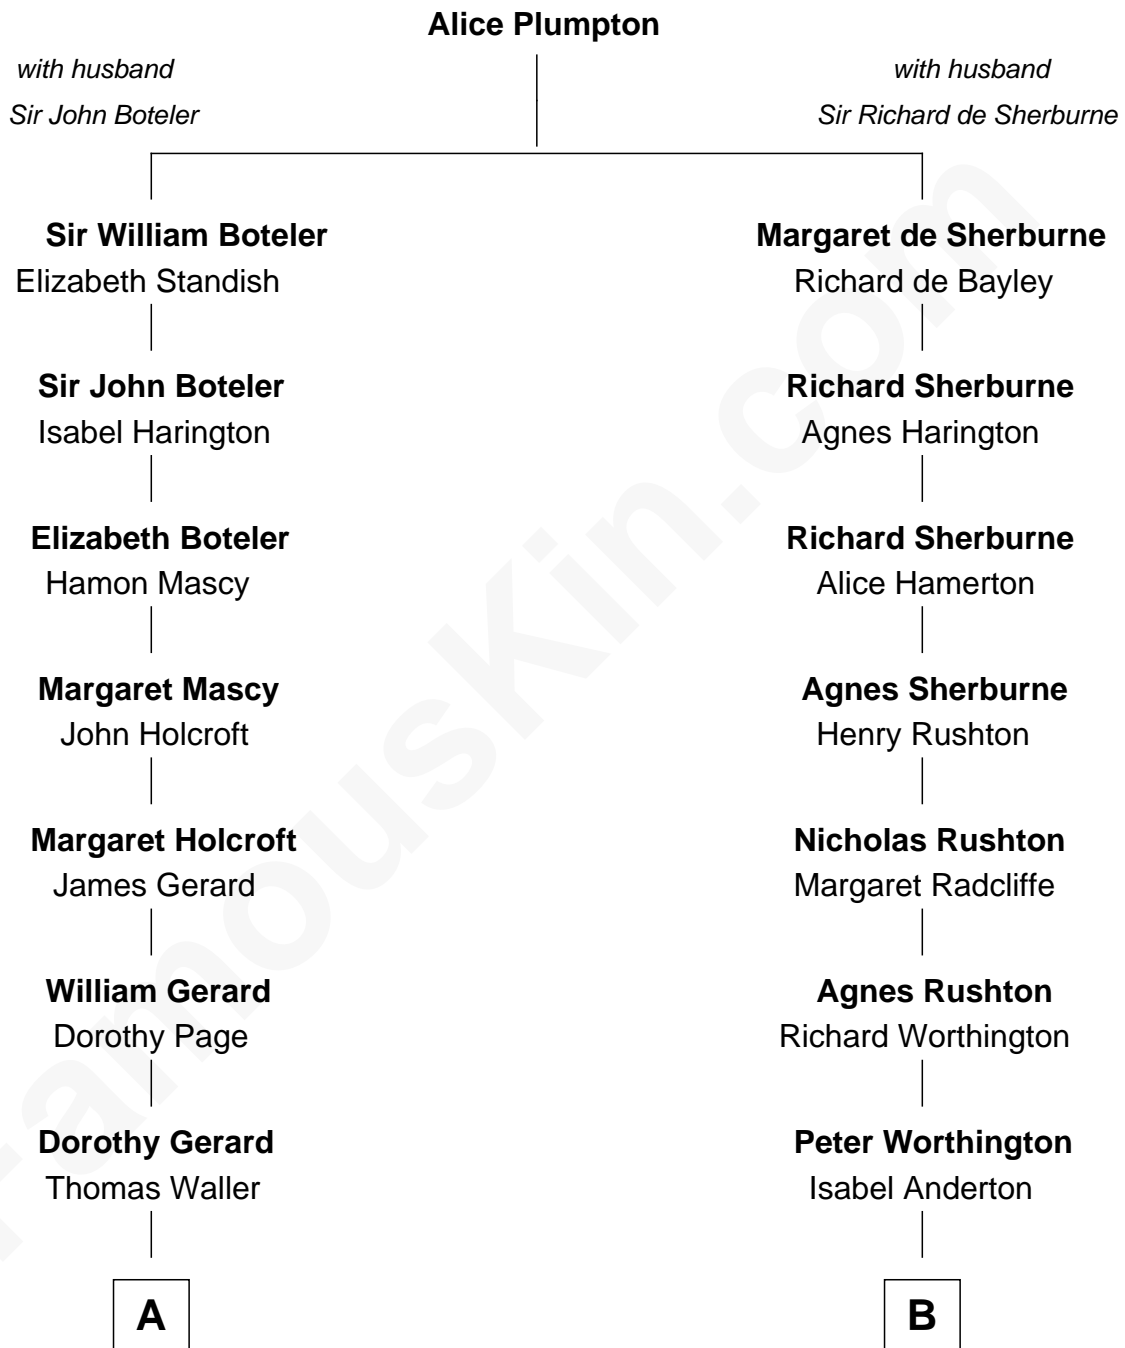 Alice Plumpton
with husband
Sir John Boteler
with husband
Sir Richard de Sherburne
Sir William Boteler
Elizabeth Standish
Margaret de Sherburne
Richard de Bayley
Sir John Boteler
Isabel Harington
Richard Sherburne
Agnes Harington
Elizabeth Boteler
Hamon Mascy
Richard Sherburne
Alice Hamerton
Margaret Mascy
John Holcroft
Agnes Sherburne
Henry Rushton
Margaret Holcroft
James Gerard
Nicholas Rushton
Margaret Radcliffe
William Gerard
Dorothy Page
Agnes Rushton
Richard Worthington
Dorothy Gerard
Thomas Waller
Peter Worthington
Isabel Anderton
A
B
FamousKin.com